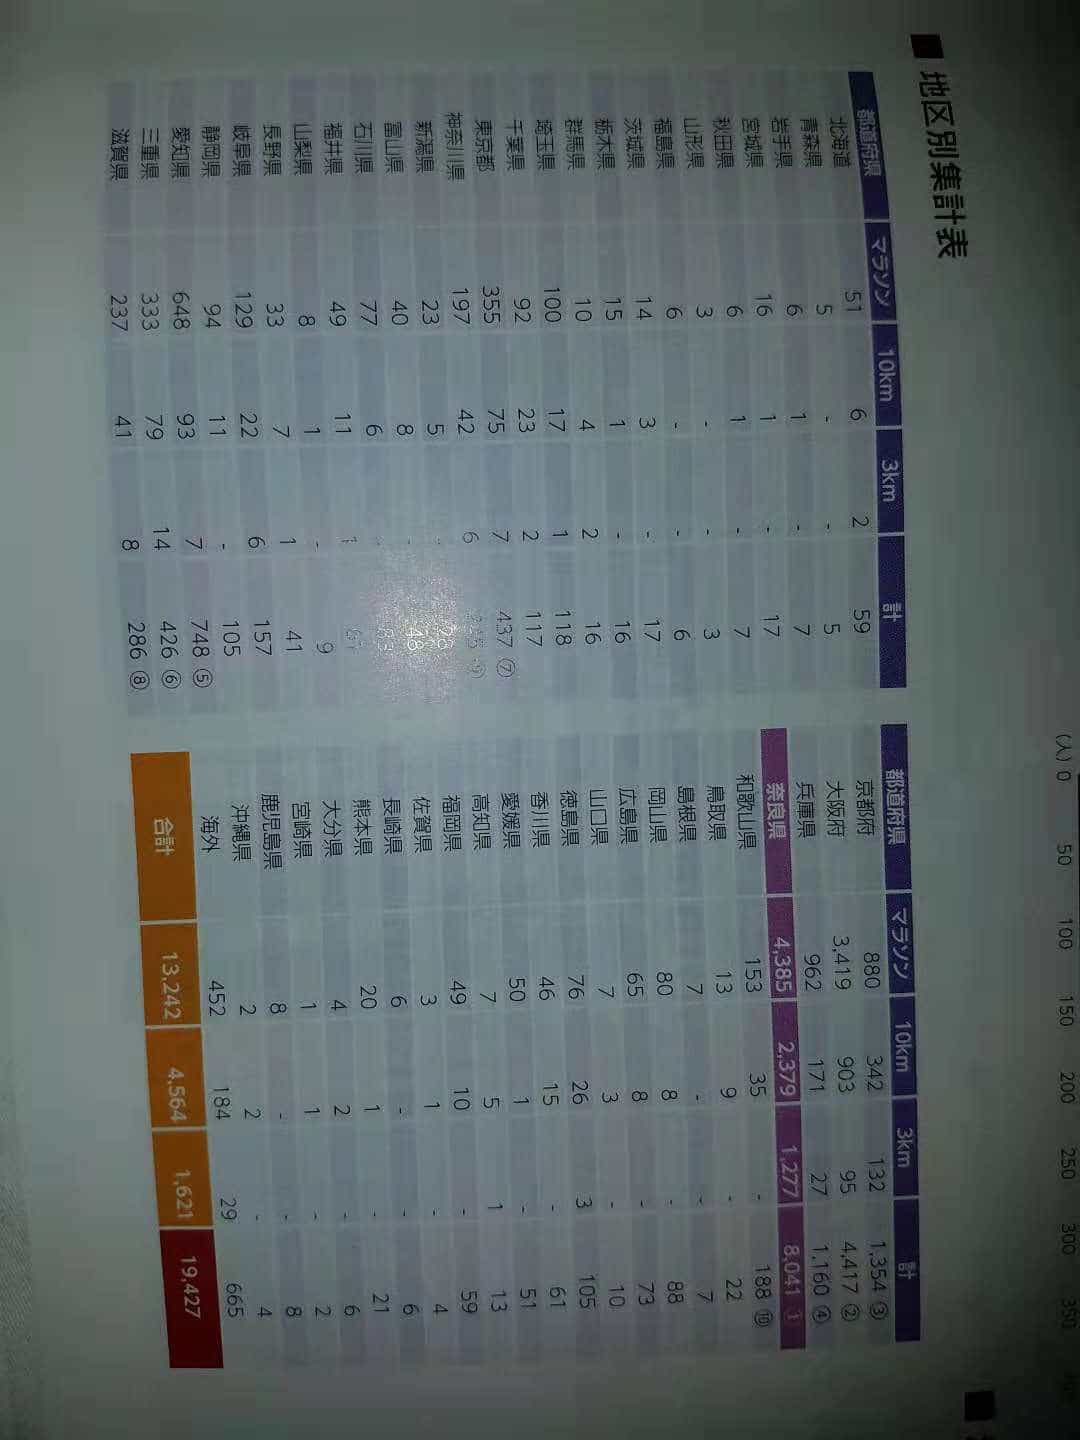 (人) 0 50 100 150 200 250 300 350
■ 地区別集計表
都道府県 マラソン 10km 3km 計
北海道 51 6 2 59
青森県 5 - - 5
岩手県 6 1 - 7
宮城県 16 1 - 17
秋田県 6 1 - 7
山形県 3 - - 3
福島県 6 - - 6
茨城県 14 3 - 17
栃木県 15 1 - 16
群馬県 10 4 2 16
埼玉県 100 17 1 118
千葉県 92 23 2 117
東京都 355 75 7 437 ⑦
神奈川県 197 42 6 245 ⑨
新潟県 23 5 - 28
富山県 40 8 - 48
石川県 77 6 - 83
福井県 49 11 1 61
山梨県 8 1 - 9
長野県 33 7 1 41
岐阜県 129 22 6 157
静岡県 94 11 - 105
愛知県 648 93 7 748 ⑤
三重県 333 79 14 426 ⑥
滋賀県 237 41 8 286 ⑧
都道府県 マラソン 10km 3km 計
京都府 880 342 132 1,354 ③
大阪府 3,419 903 95 4,417 ②
兵庫県 962 171 27 1,160 ④
奈良県 4,385 2,379 1,277 8,041 ①
和歌山県 153 35 - 188 ⑩
鳥取県 13 9 - 22
島根県 7 - - 7
岡山県 80 8 - 88
広島県 65 8 - 73
山口県 7 3 - 10
徳島県 76 26 3 105
香川県 46 15 - 61
愛媛県 50 1 - 51
高知県 7 5 1 13
福岡県 49 10 - 59
佐賀県 3 1 - 4
長崎県 6 - - 6
熊本県 20 1 - 21
大分県 4 2 - 6
宮崎県 1 1 - 2
鹿児島県 8 - - 8
沖縄県 2 2 - 4
海外 452 184 29 665
合計 13,242 4,564 1,621 19,427